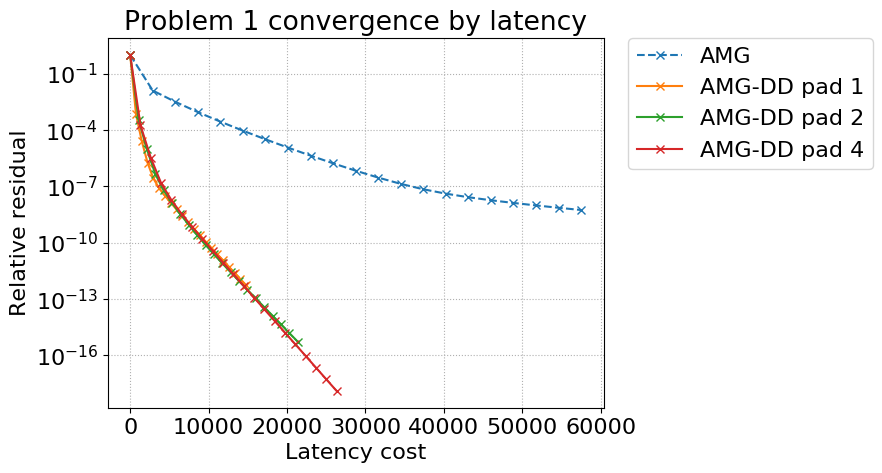 Problem 1 convergence by latency
Relative residual
10⁻¹
10⁻⁴
10⁻⁷
10⁻¹⁰
10⁻¹³
10⁻¹⁶
0 10000 20000 30000 40000 50000 60000
Latency cost
AMG
AMG-DD pad 1
AMG-DD pad 2
AMG-DD pad 4